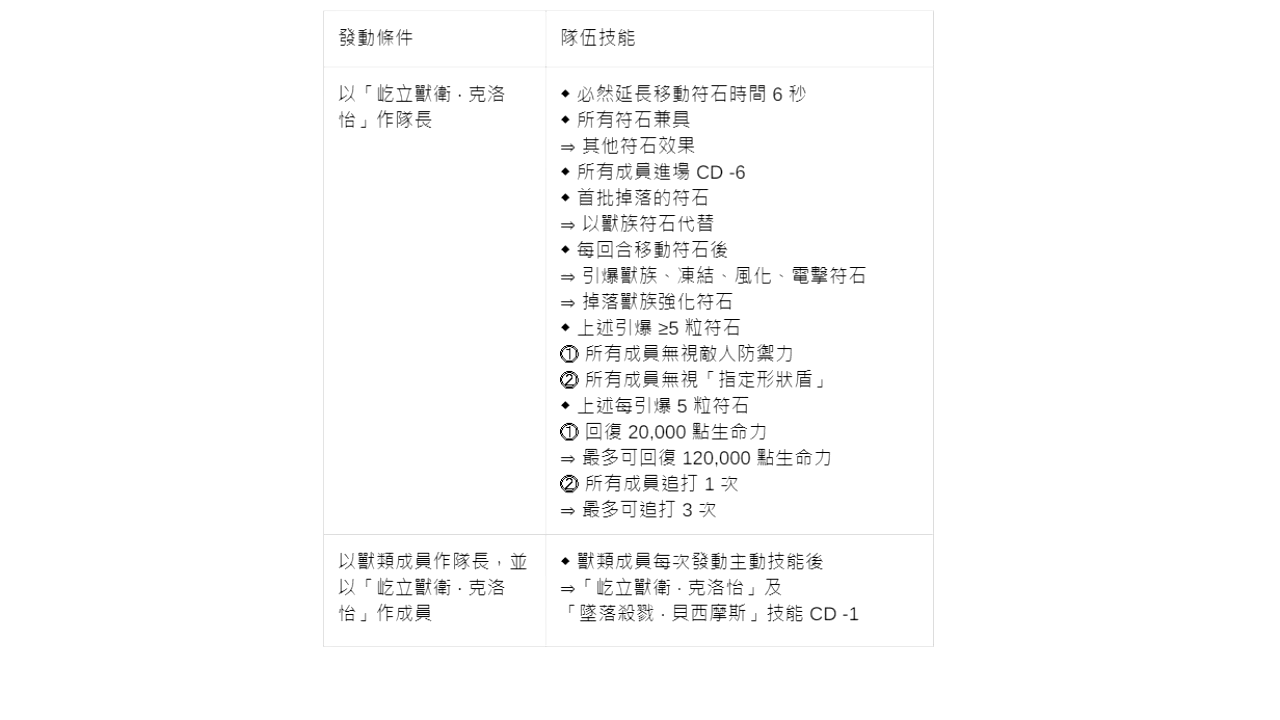 發動條件
隊伍技能
以「屹立獸衛 ‧ 克洛
怡」作隊長
◆ 必然延長移動符石時間 6 秒
◆ 所有符石兼具
⇒ 其他符石效果
◆ 所有成員進場 CD -6
◆ 首批掉落的符石
⇒ 以獸族符石代替
◆ 每回合移動符石後
⇒ 引爆獸族、凍結、風化、電擊符石
⇒ 掉落獸族強化符石
◆ 上述引爆 ≥5 粒符石
① 所有成員無視敵人防禦力
② 所有成員無視「指定形狀盾」
◆ 上述每引爆 5 粒符石
① 回復 20,000 點生命力
⇒ 最多可回復 120,000 點生命力
② 所有成員追打 1 次
⇒ 最多可追打 3 次
以獸類成員作隊長，並
以「屹立獸衛 ‧ 克洛
怡」作成員
◆ 獸類成員每次發動主動技能後
⇒「屹立獸衛 ‧ 克洛怡」及
「墜落殺戮 ‧ 貝西摩斯」技能 CD -1